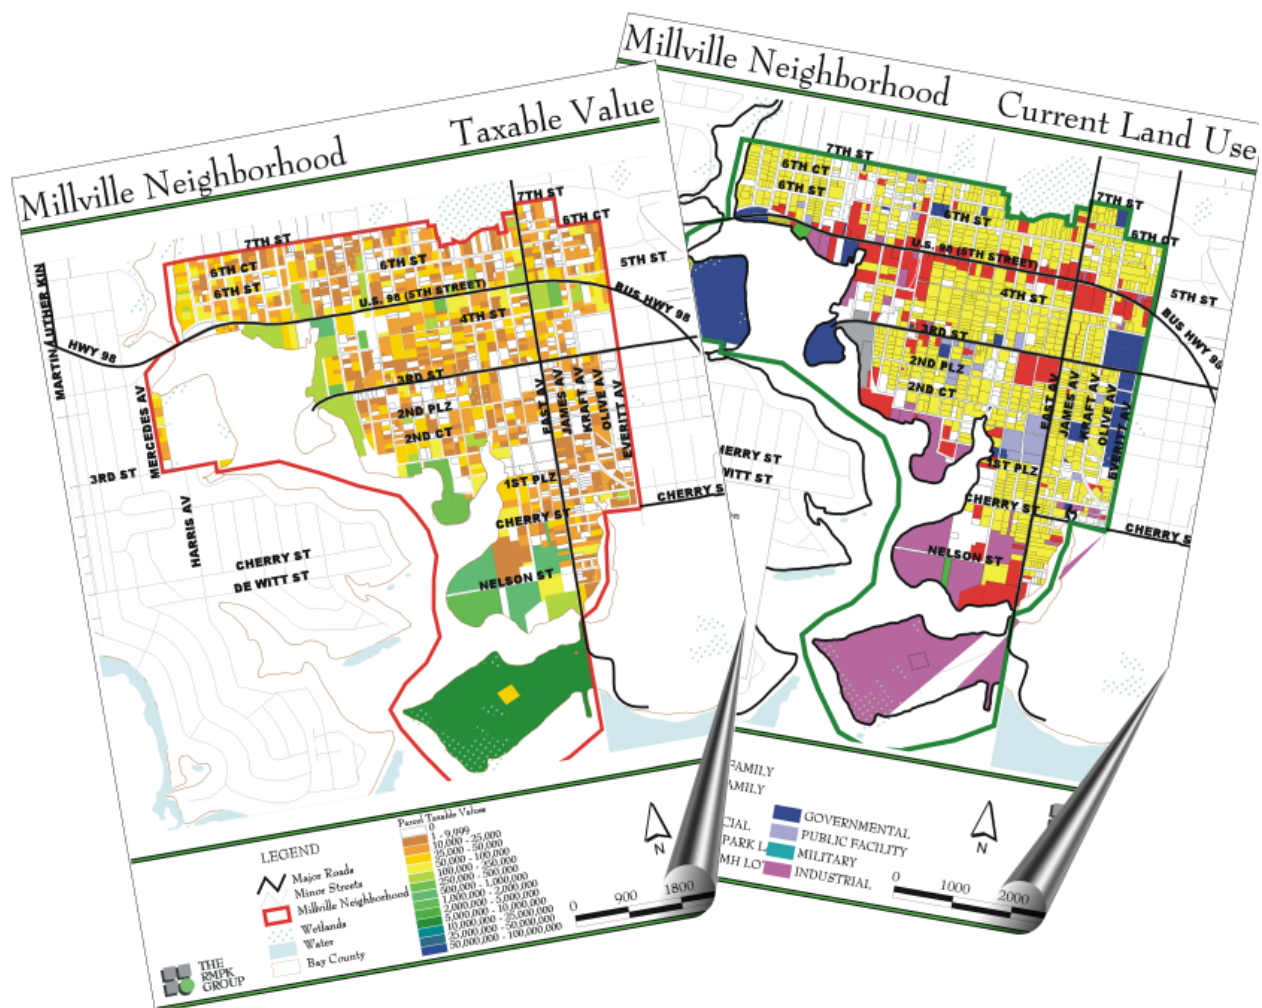 Millville Neighborhood
Taxable Value
7TH ST
7TH ST
6TH CT
6TH CT
6TH ST
6TH ST
5TH ST
U.S. 98 (5TH STREET)
BUS HWY 98
4TH ST
HWY 98
3RD ST
2ND PLZ
2ND CT
MERCEDES AV
EAST AV
JAMES AV
KRAFT AV
OLIVE AV
EVERITT AV
3RD ST
1ST PLZ
CHERRY S
CHERRY ST
HARRIS AV
CHERRY ST
DE WITT ST
NELSON ST
LEGEND
Major Roads
Minor Streets
Millville Neighborhood
Wetlands
Water
Bay County
Parcel Taxable Values
0
1 - 9,999
10,000 - 25,000
25,000 - 50,000
50,000 - 100,000
100,000 - 250,000
250,000 - 500,000
500,000 - 1,000,000
1,000,000 - 2,000,000
2,000,000 - 5,000,000
5,000,000 - 10,000,000
10,000,000 - 25,000,000
25,000,000 - 50,000,000
50,000,000 - 100,000,000
N
0 900 1800
THE
RMPK
GROUP
Millville Neighborhood
Current Land Use
7TH ST
6TH CT
6TH ST
7TH ST
6TH ST
6TH CT
U.S. 98 (5TH STREET)
5TH ST
4TH ST
BUS HWY 98
3RD ST
2ND PLZ
2ND CT
EAST AV
JAMES AV
KRAFT AV
OLIVE AV
EVERITT AV
HERRY ST
WITT ST
1ST PLZ
CHERRY ST
CHERRY S
NELSON ST
FAMILY
AMILY
CIAL
PARK L
MH LO
GOVERNMENTAL
PUBLIC FACILITY
MILITARY
INDUSTRIAL
N
0 1000 2000